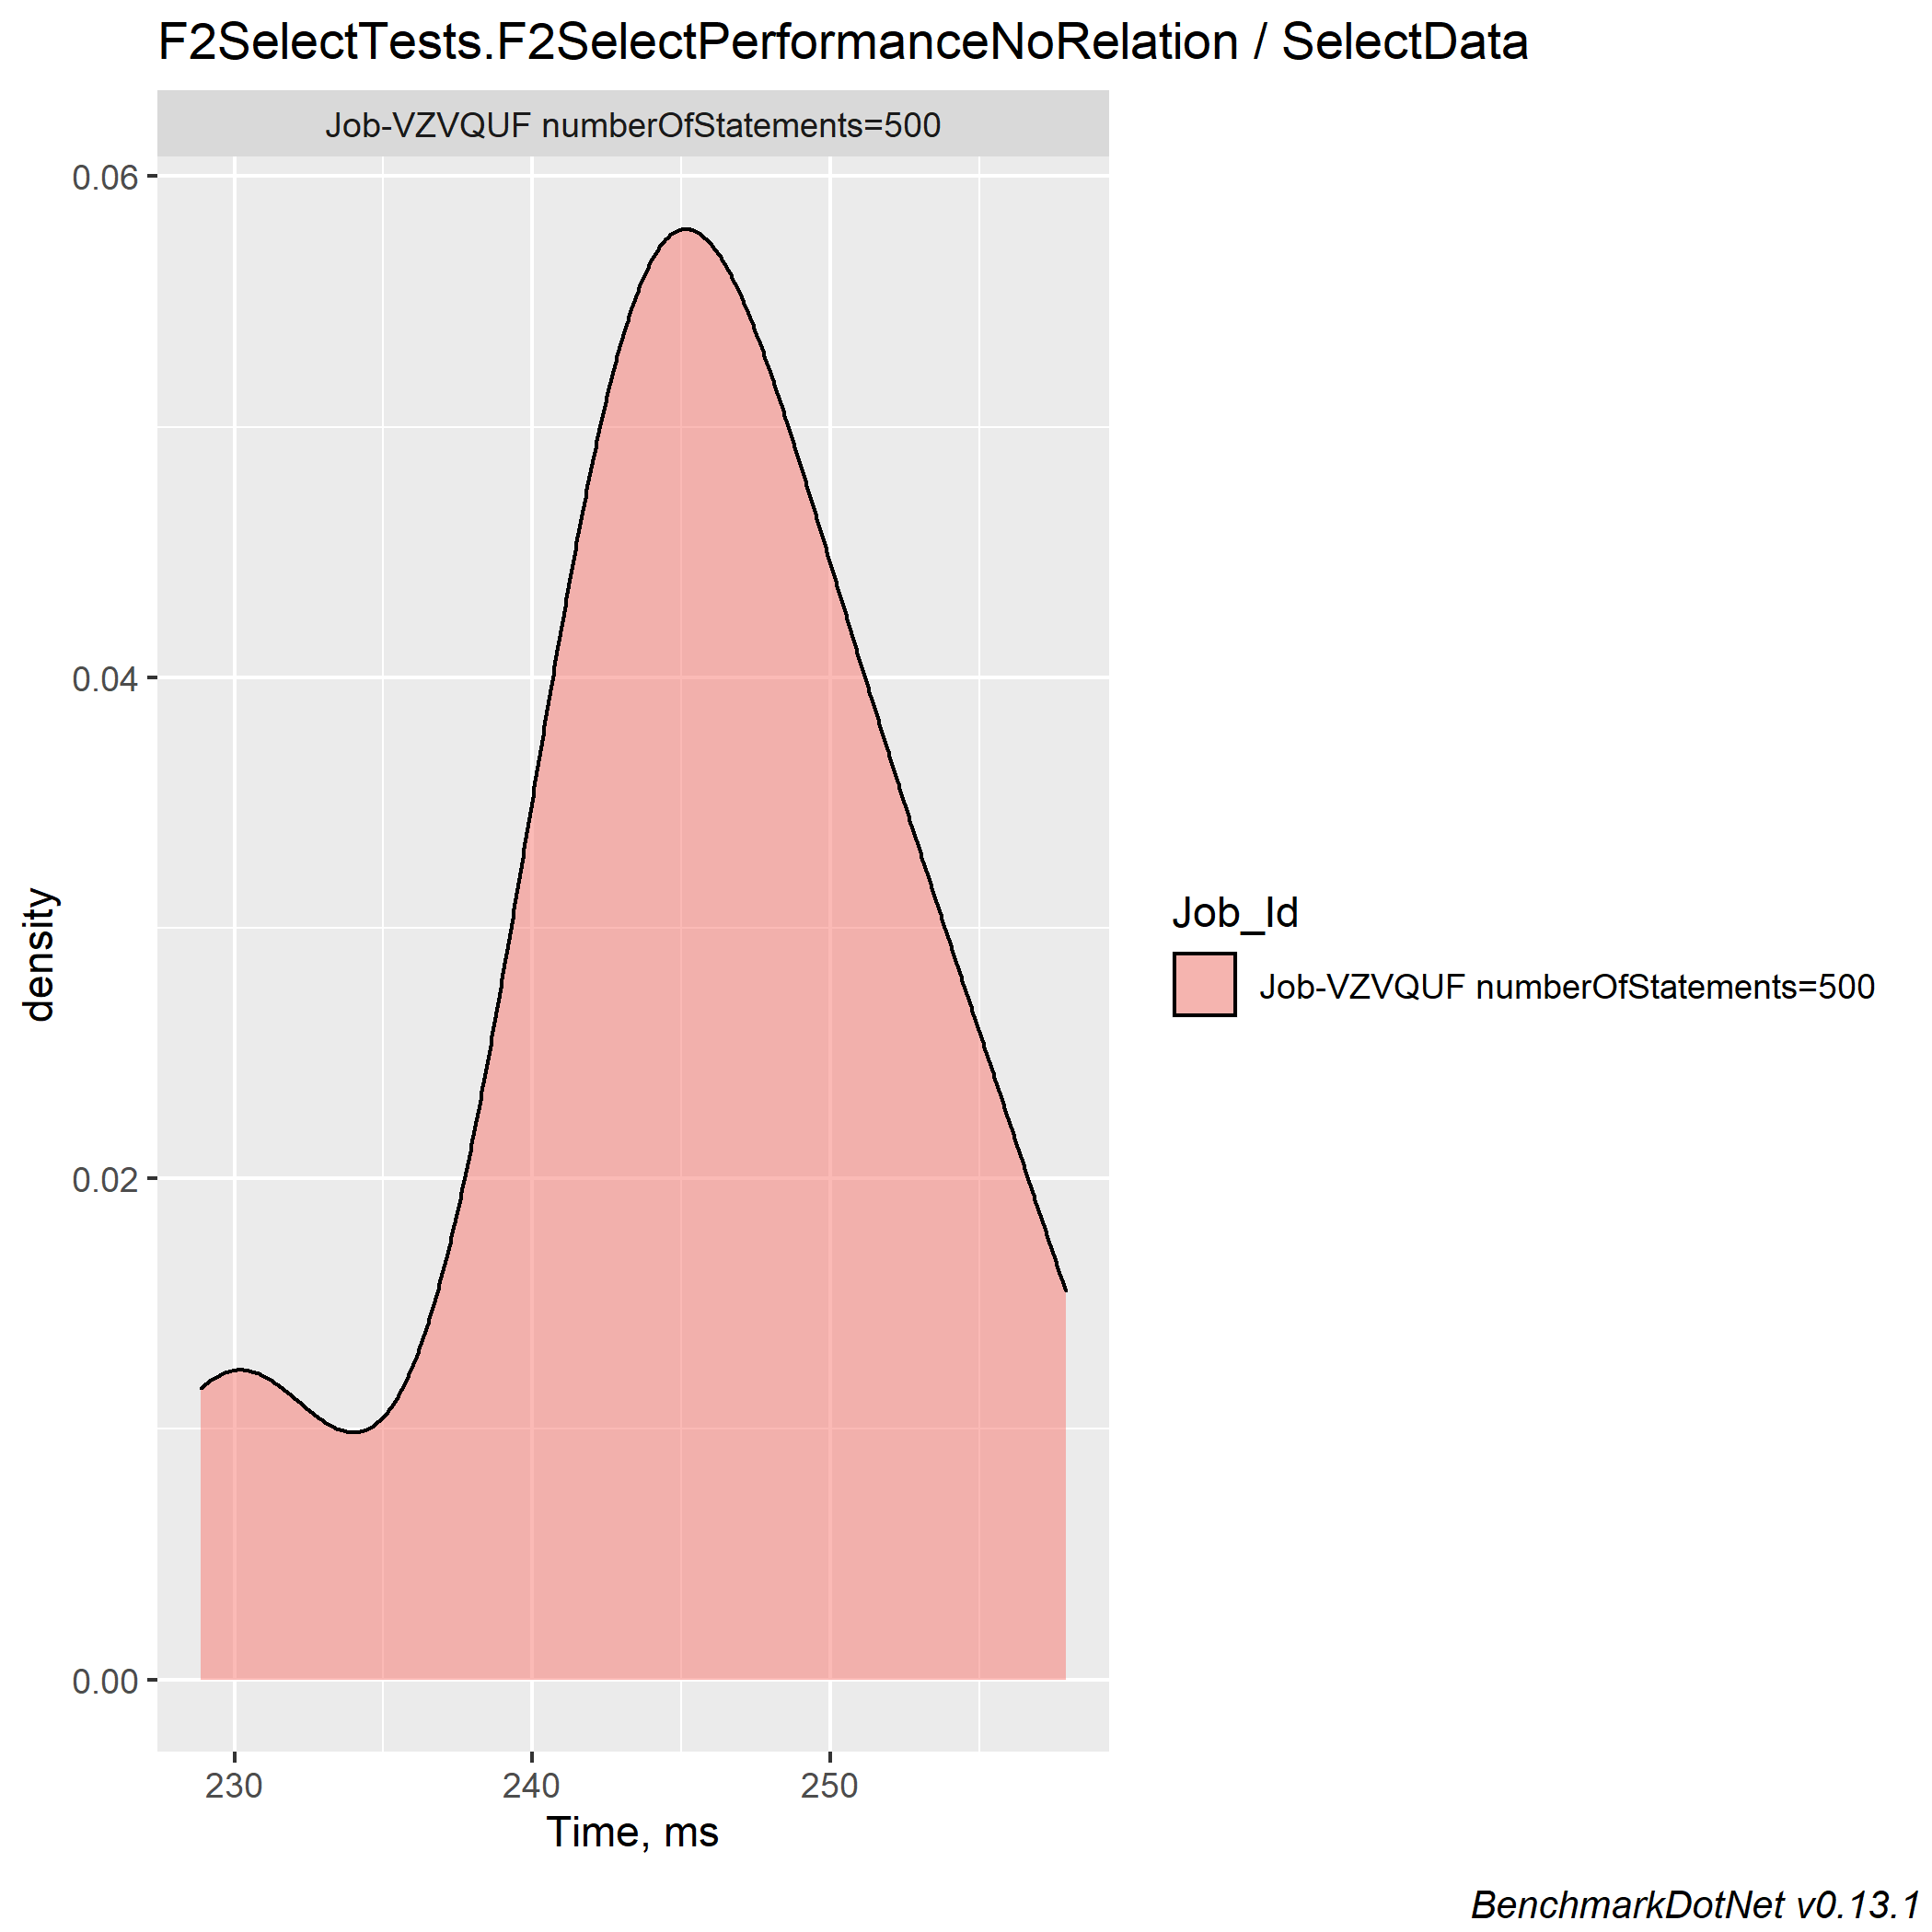 F2SelectTests.F2SelectPerformanceNoRelation / SelectData
Job-VZVQUF numberOfStatements=500
0.06
0.04
0.02
0.00
density
230 240 250
Time, ms
Job_Id
Job-VZVQUF numberOfStatements=500
BenchmarkDotNet v0.13.1